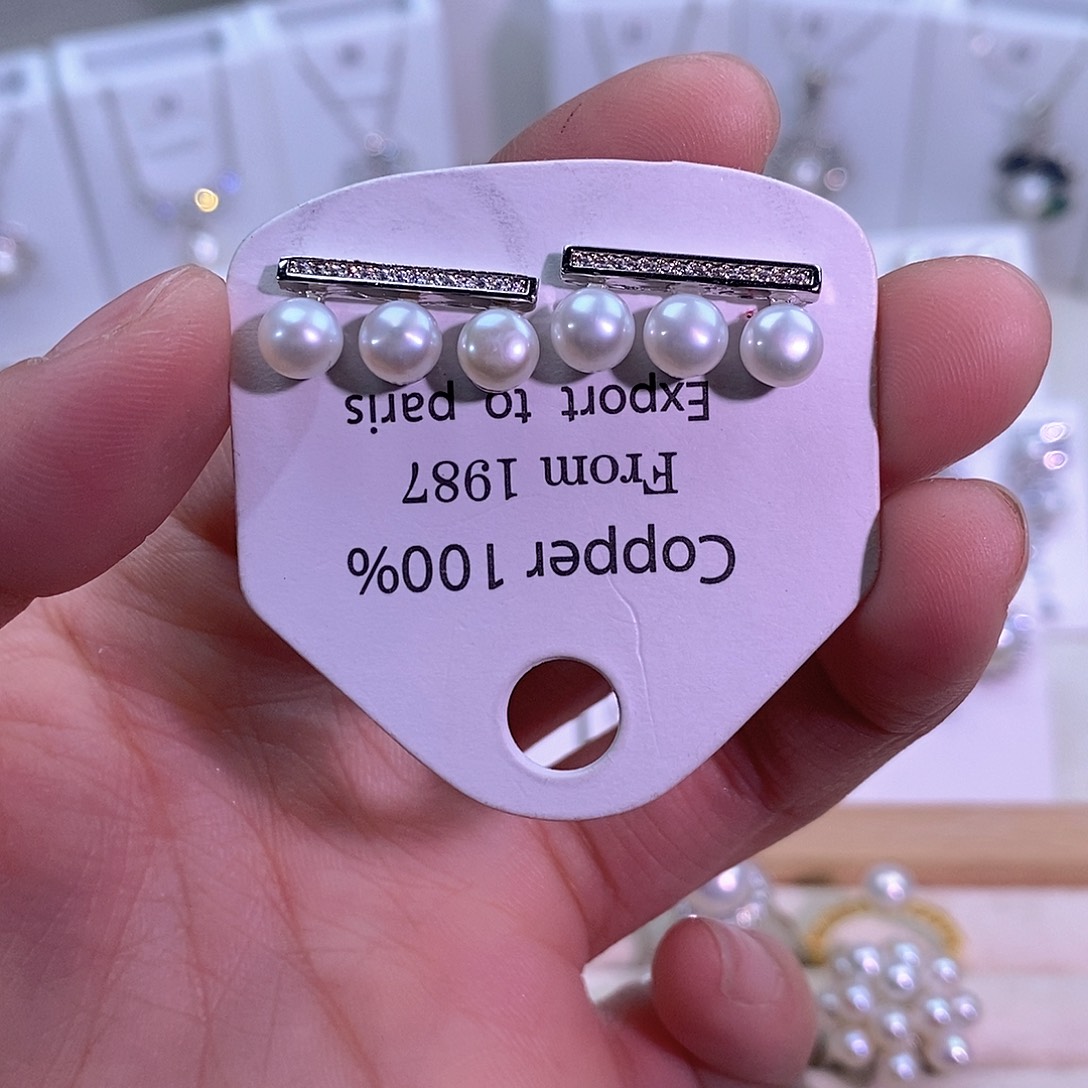 Copper 100%
From 1987
Export to paris